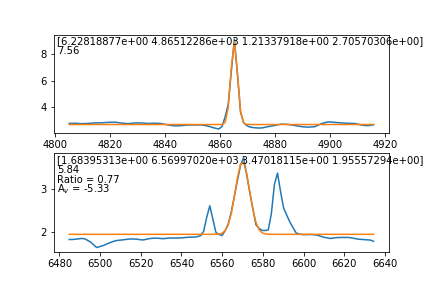 [6.22818877e+00 4.86512286e+03 1.21337918e+00 2.70570306e+00]
7.56
8
6
4
4800 4820 4840 4860 4880 4900 4920
[1.68395313e+00 6.56997020e+03 3.47018115e+00 1.95557294e+00]
5.84
Ratio = 0.77
Av = -5.33
3
2
6480 6500 6520 6540 6560 6580 6600 6620 6640